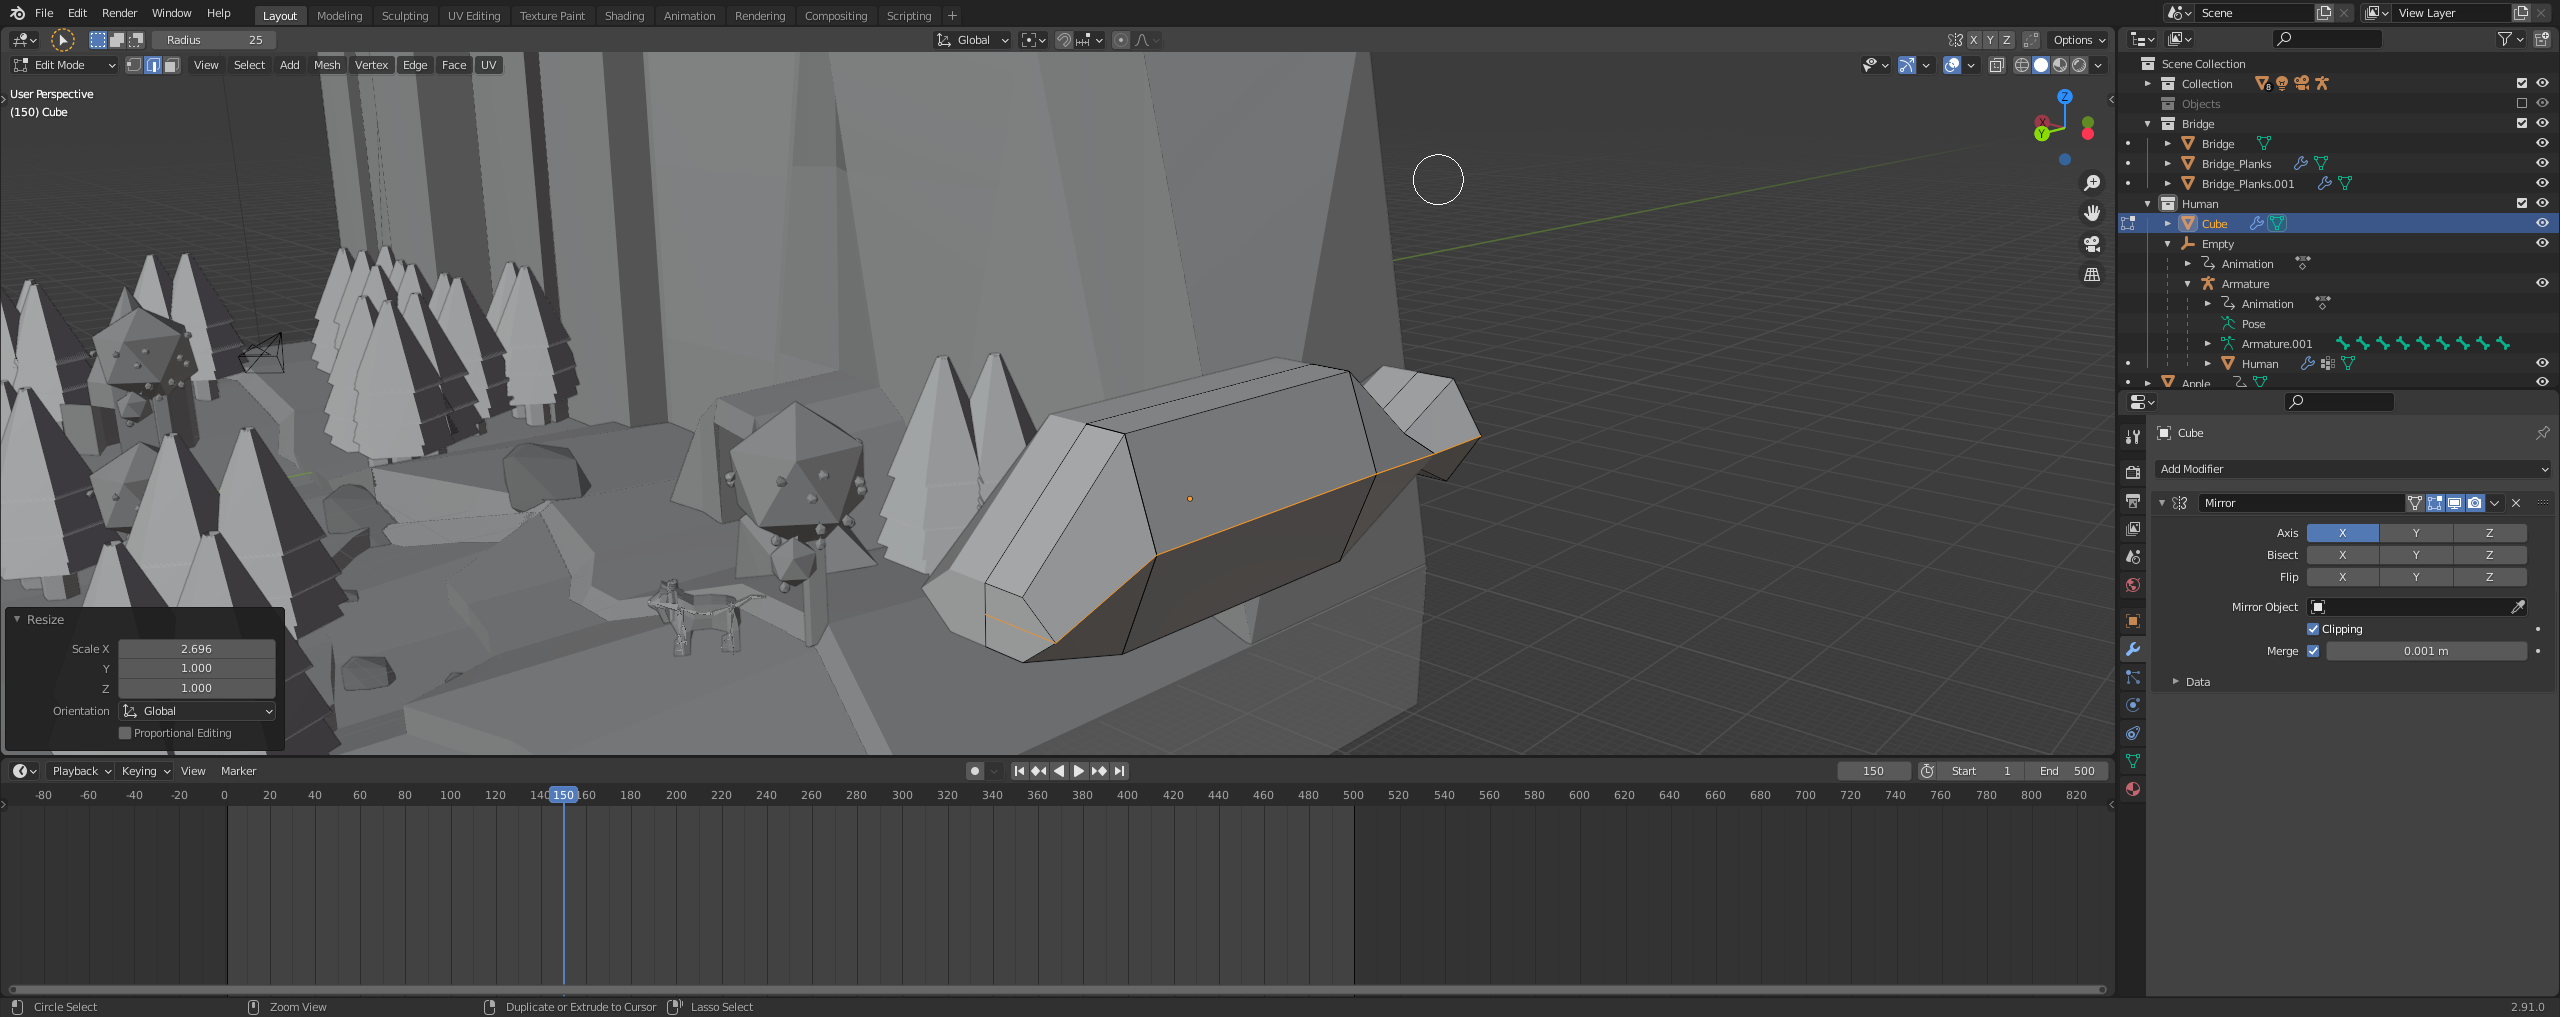 File Edit Render Window Help Layout Modeling Sculpting UV Editing Texture Paint Shading Animation Rendering Compositing Scripting + Scene View Layer
Radius 25 Global X Y Z Options
Edit Mode View Select Add Mesh Vertex Edge Face UV
User Perspective
(150) Cube
Z
X
Y
Scene Collection
Collection 8
Objects
Bridge
Bridge
Bridge_Planks
Bridge_Planks.001
Human
Cube
Empty
Animation
Armature
Animation
Pose
Armature.001
Human
Apple
Cube
Add Modifier
Mirror
Axis X Y Z
Bisect X Y Z
Flip X Y Z
Mirror Object
Clipping
Merge 0.001 m
Data
Resize
Scale X 2.696
Y 1.000
Z 1.000
Orientation Global
Proportional Editing
Playback Keying View Marker 150 Start 1 End 500
-80 -60 -40 -20 0 20 40 60 80 100 120 140 150 160 180 200 220 240 260 280 300 320 340 360 380 400 420 440 460 480 500 520 540 560 580 600 620 640 660 680 700 720 740 760 780 800 820
Circle Select Zoom View Duplicate or Extrude to Cursor Lasso Select 2.91.0